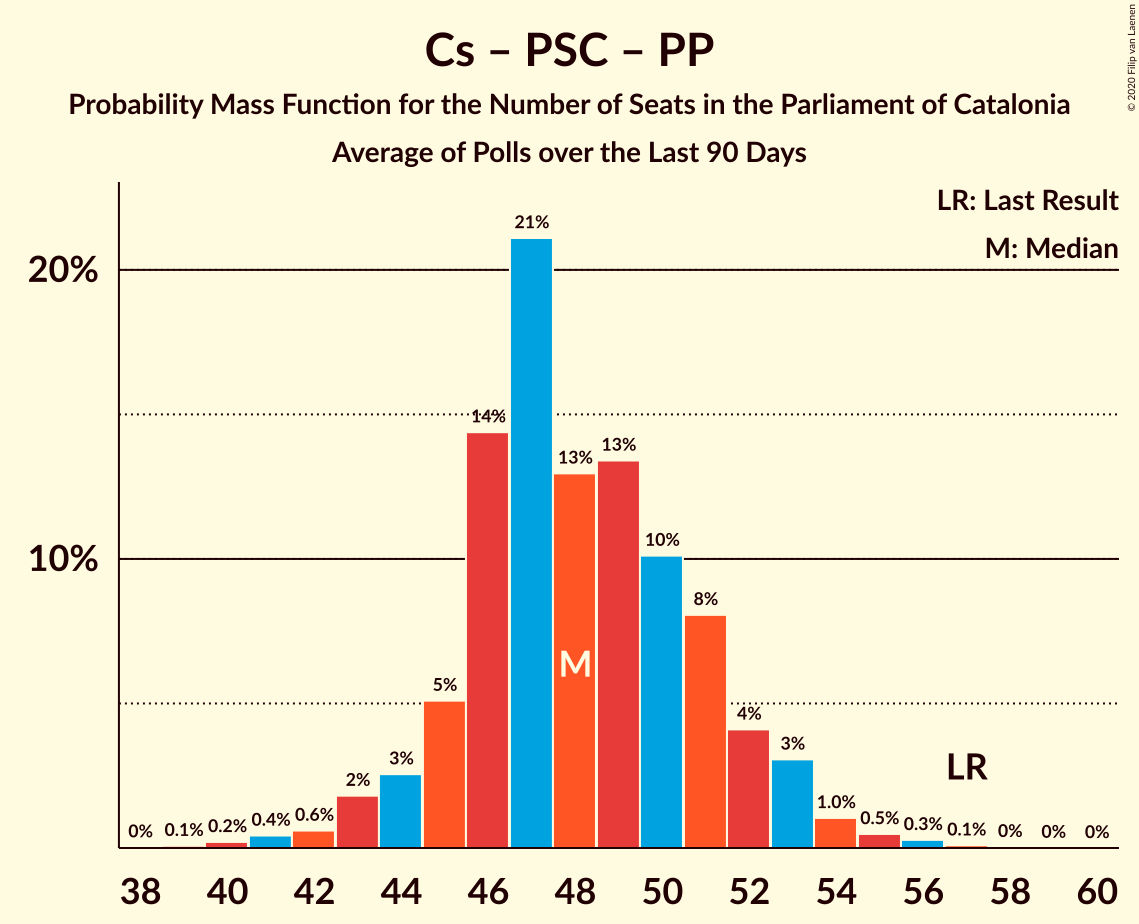 Cs – PSC – PP
Probability Mass Function for the Number of Seats in the Parliament of Catalonia
Average of Polls over the Last 90 Days
© 2020 Filip van Laenen
LR: Last Result
M: Median
20%
10%
0% 0.1% 0.2% 0.4% 0.6% 2% 3% 5% 14% 21% 13% 13% 10% 8% 4% 3% 1.0% 0.5% 0.3% 0.1% 0% 0% 0%
M
LR
38 40 42 44 46 48 50 52 54 56 58 60